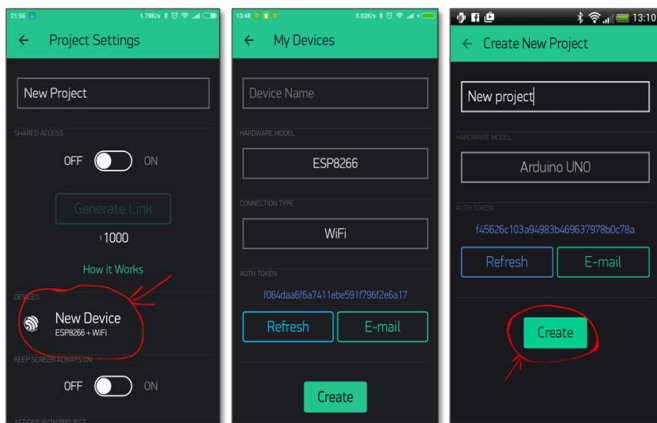 21:56
1.78K/s
Project Settings
New Project
SHARED ACCESS
OFF
ON
Generate Link
1000
How it Works
DEVICES
New Device
ESP8266 + WiFi
KEEP SCREEN ALWAYS ON
OFF
ON
ACTIONS WITH PROJECT
13:48
0.02K/s
My Devices
Device Name
HARDWARE MODEL
ESP8266
CONNECTION TYPE
WiFi
AUTH TOKEN
f064daa6f6a7411ebe591f796f2e6a17
Refresh
E-mail
Create
13:10
Create New Project
New project
HARDWARE MODEL
Arduino UNO
AUTH TOKEN
f45626c103a94983b469637978b0c78a
Refresh
E-mail
Create